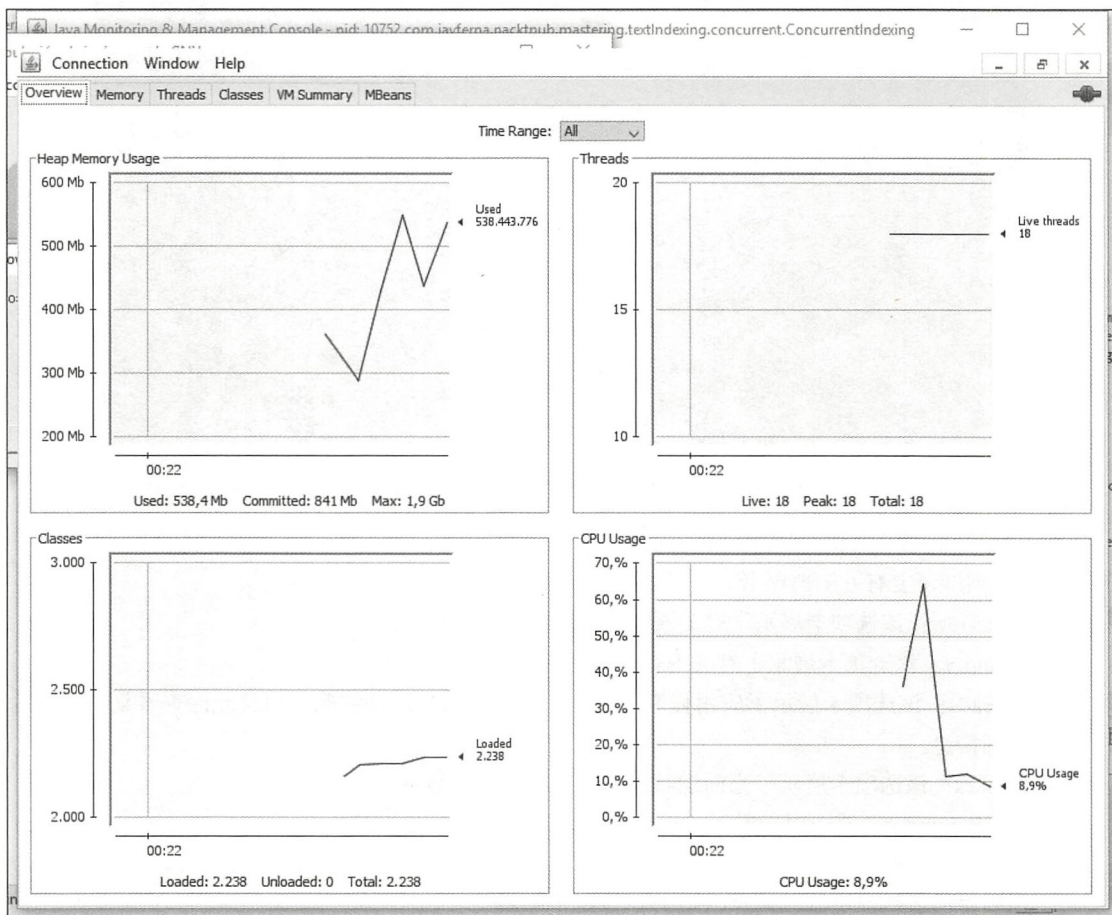 Java Monitoring & Management Console - pid: 10752 com.javferna.packtpub.mastering.textIndexing.concurrent.ConcurrentIndexing
Connection Window Help
Overview Memory Threads Classes VM Summary MBeans
Time Range: All
Heap Memory Usage
600 Mb
500 Mb
400 Mb
300 Mb
200 Mb
Used
538.443.776
00:22
Used: 538,4 Mb Committed: 841 Mb Max: 1,9 Gb
Threads
20
15
10
Live threads
18
00:22
Live: 18 Peak: 18 Total: 18
Classes
3.000
2.500
2.000
Loaded
2.238
00:22
Loaded: 2.238 Unloaded: 0 Total: 2.238
CPU Usage
70,%
60,%
50,%
40,%
30,%
20,%
10,%
0,%
CPU Usage
8,9%
00:22
CPU Usage: 8,9%